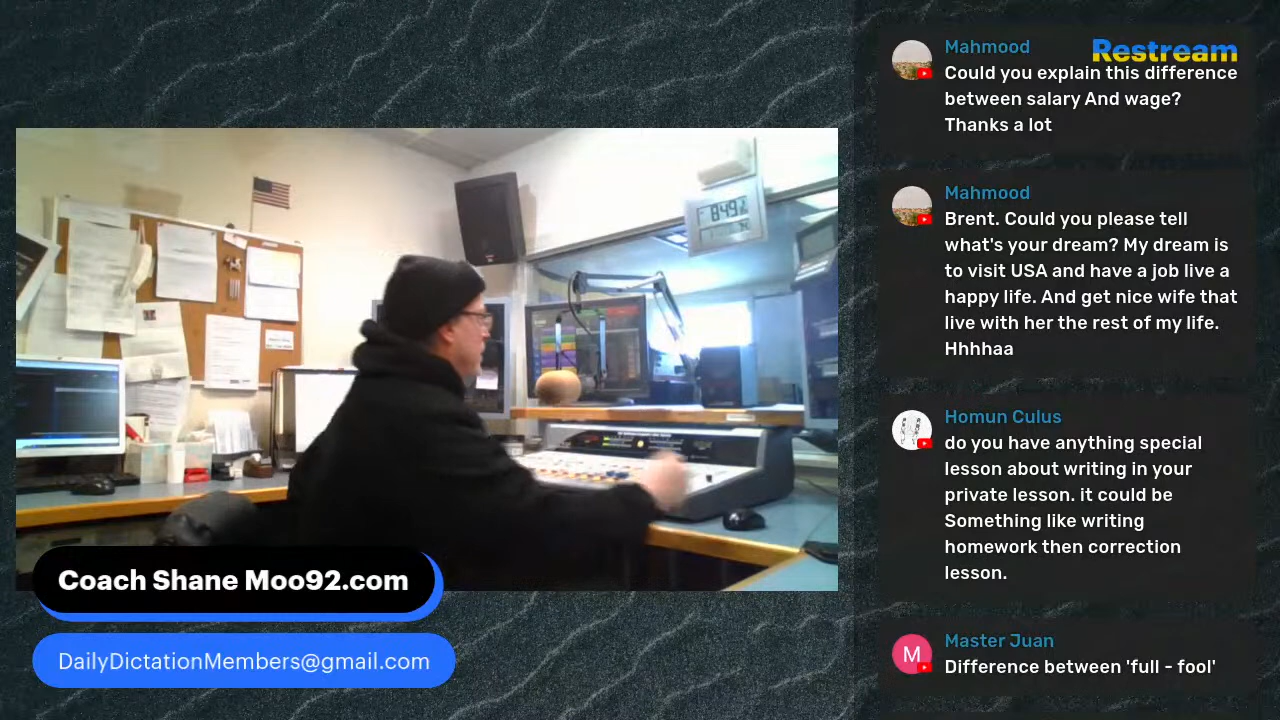 Mahmood
Restream
Could you explain this difference
between salary And wage?
Thanks a lot
Mahmood
Brent. Could you please tell
what's your dream? My dream is
to visit USA and have a job live a
happy life. And get nice wife that
live with her the rest of my life.
Hhhhaa
Homun Culus
do you have anything special
lesson about writing in your
private lesson. it could be
Something like writing
homework then correction
lesson.
M
Master Juan
Difference between 'full - fool'
Coach Shane Moo92.com
DailyDictationMembers@gmail.com